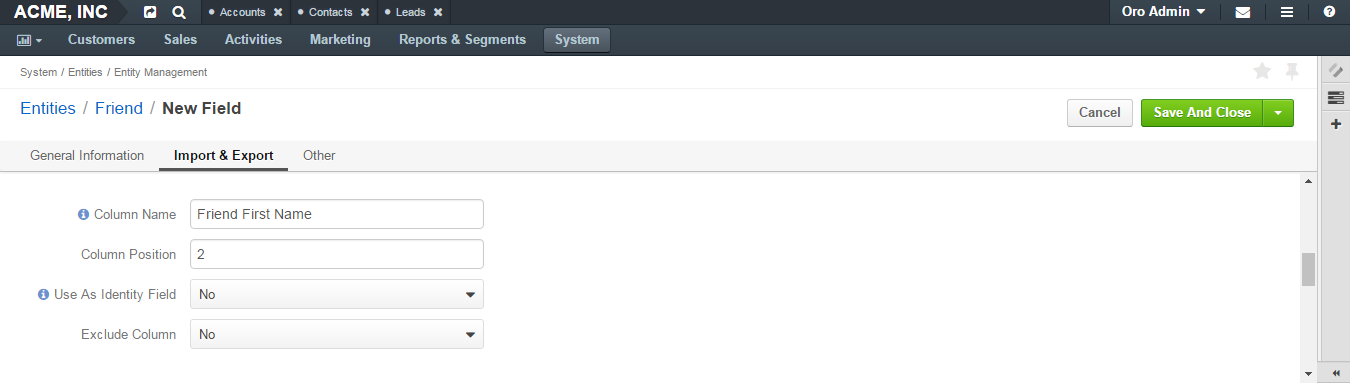 ACME, INC Accounts Contacts Leads Oro Admin
Customers Sales Activities Marketing Reports & Segments System
System / Entities / Entity Management
Entities / Friend / New Field Cancel Save And Close
General Information Import & Export Other
Column Name Friend First Name
Column Position 2
Use As Identity Field No
Exclude Column No